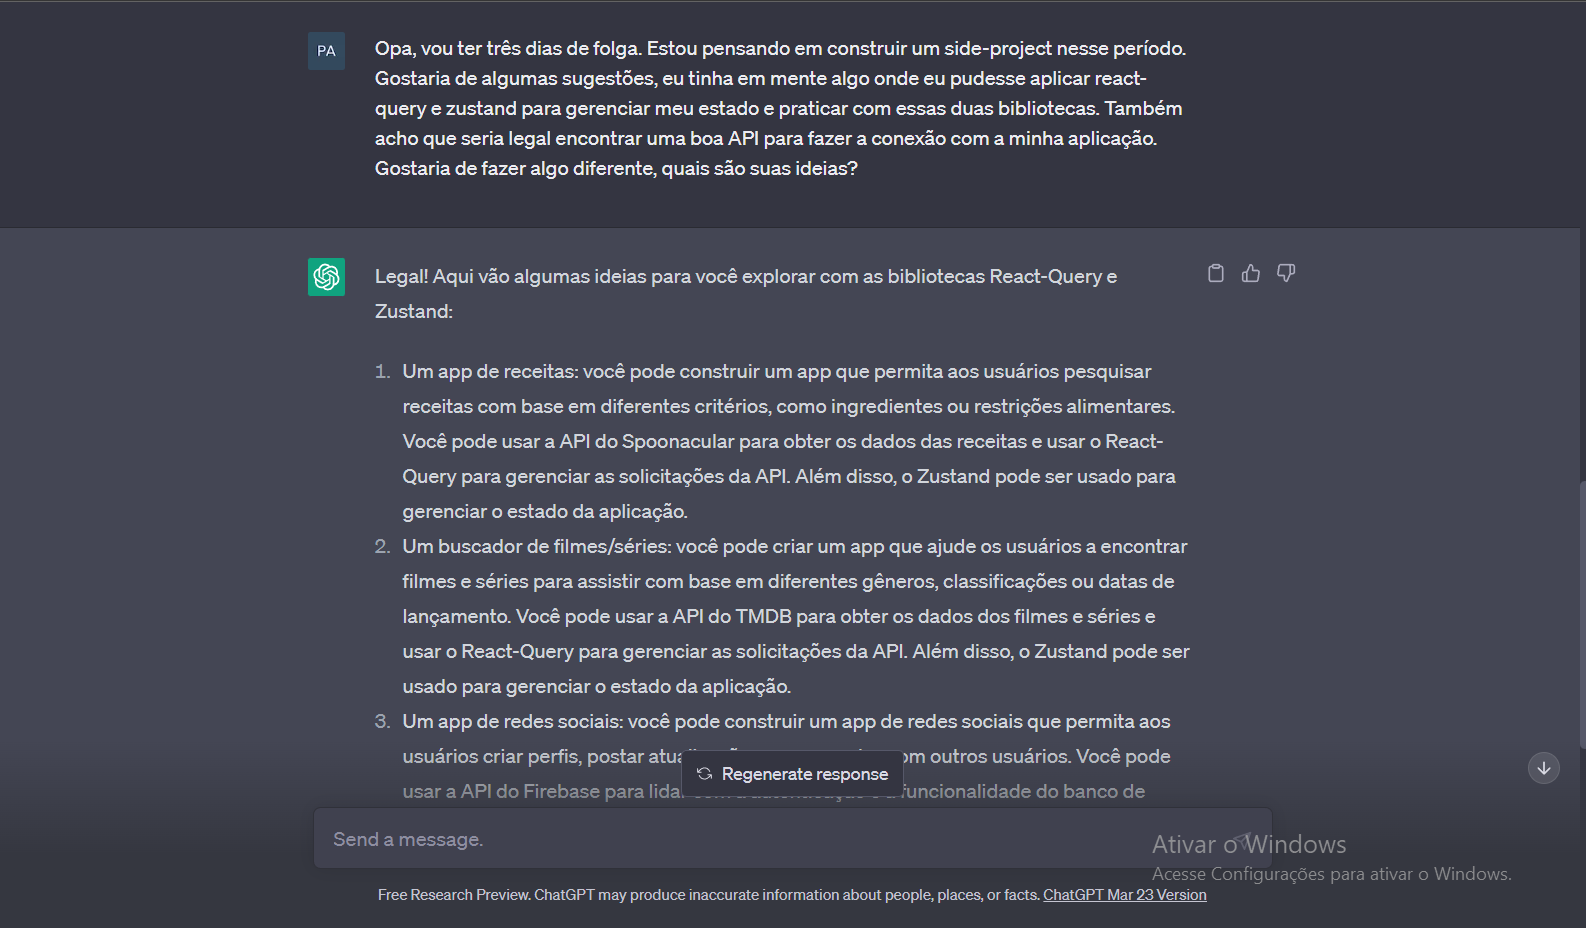 PA
Opa, vou ter três dias de folga. Estou pensando em construir um side-project nesse período.
Gostaria de algumas sugestões, eu tinha em mente algo onde eu pudesse aplicar react-
query e zustand para gerenciar meu estado e praticar com essas duas bibliotecas. Também
acho que seria legal encontrar uma boa API para fazer a conexão com a minha aplicação.
Gostaria de fazer algo diferente, quais são suas ideias?
Legal! Aqui vão algumas ideias para você explorar com as bibliotecas React-Query e
Zustand:
1. Um app de receitas: você pode construir um app que permita aos usuários pesquisar
receitas com base em diferentes critérios, como ingredientes ou restrições alimentares.
Você pode usar a API do Spoonacular para obter os dados das receitas e usar o React-
Query para gerenciar as solicitações da API. Além disso, o Zustand pode ser usado para
gerenciar o estado da aplicação.
2. Um buscador de filmes/séries: você pode criar um app que ajude os usuários a encontrar
filmes e séries para assistir com base em diferentes gêneros, classificações ou datas de
lançamento. Você pode usar a API do TMDB para obter os dados dos filmes e séries e
usar o React-Query para gerenciar as solicitações da API. Além disso, o Zustand pode ser
usado para gerenciar o estado da aplicação.
3. Um app de redes sociais: você pode construir um app de redes sociais que permita aos
usuários criar perfis, postar outros usuários. Você pode
usar a API do Firebase para funcionalidade do banco de
Regenerate response
Send a message.
Ativar o Windows
Acesse Configurações para ativar o Windows.
Free Research Preview. ChatGPT may produce inaccurate information about people, places, or facts. ChatGPT Mar 23 Version